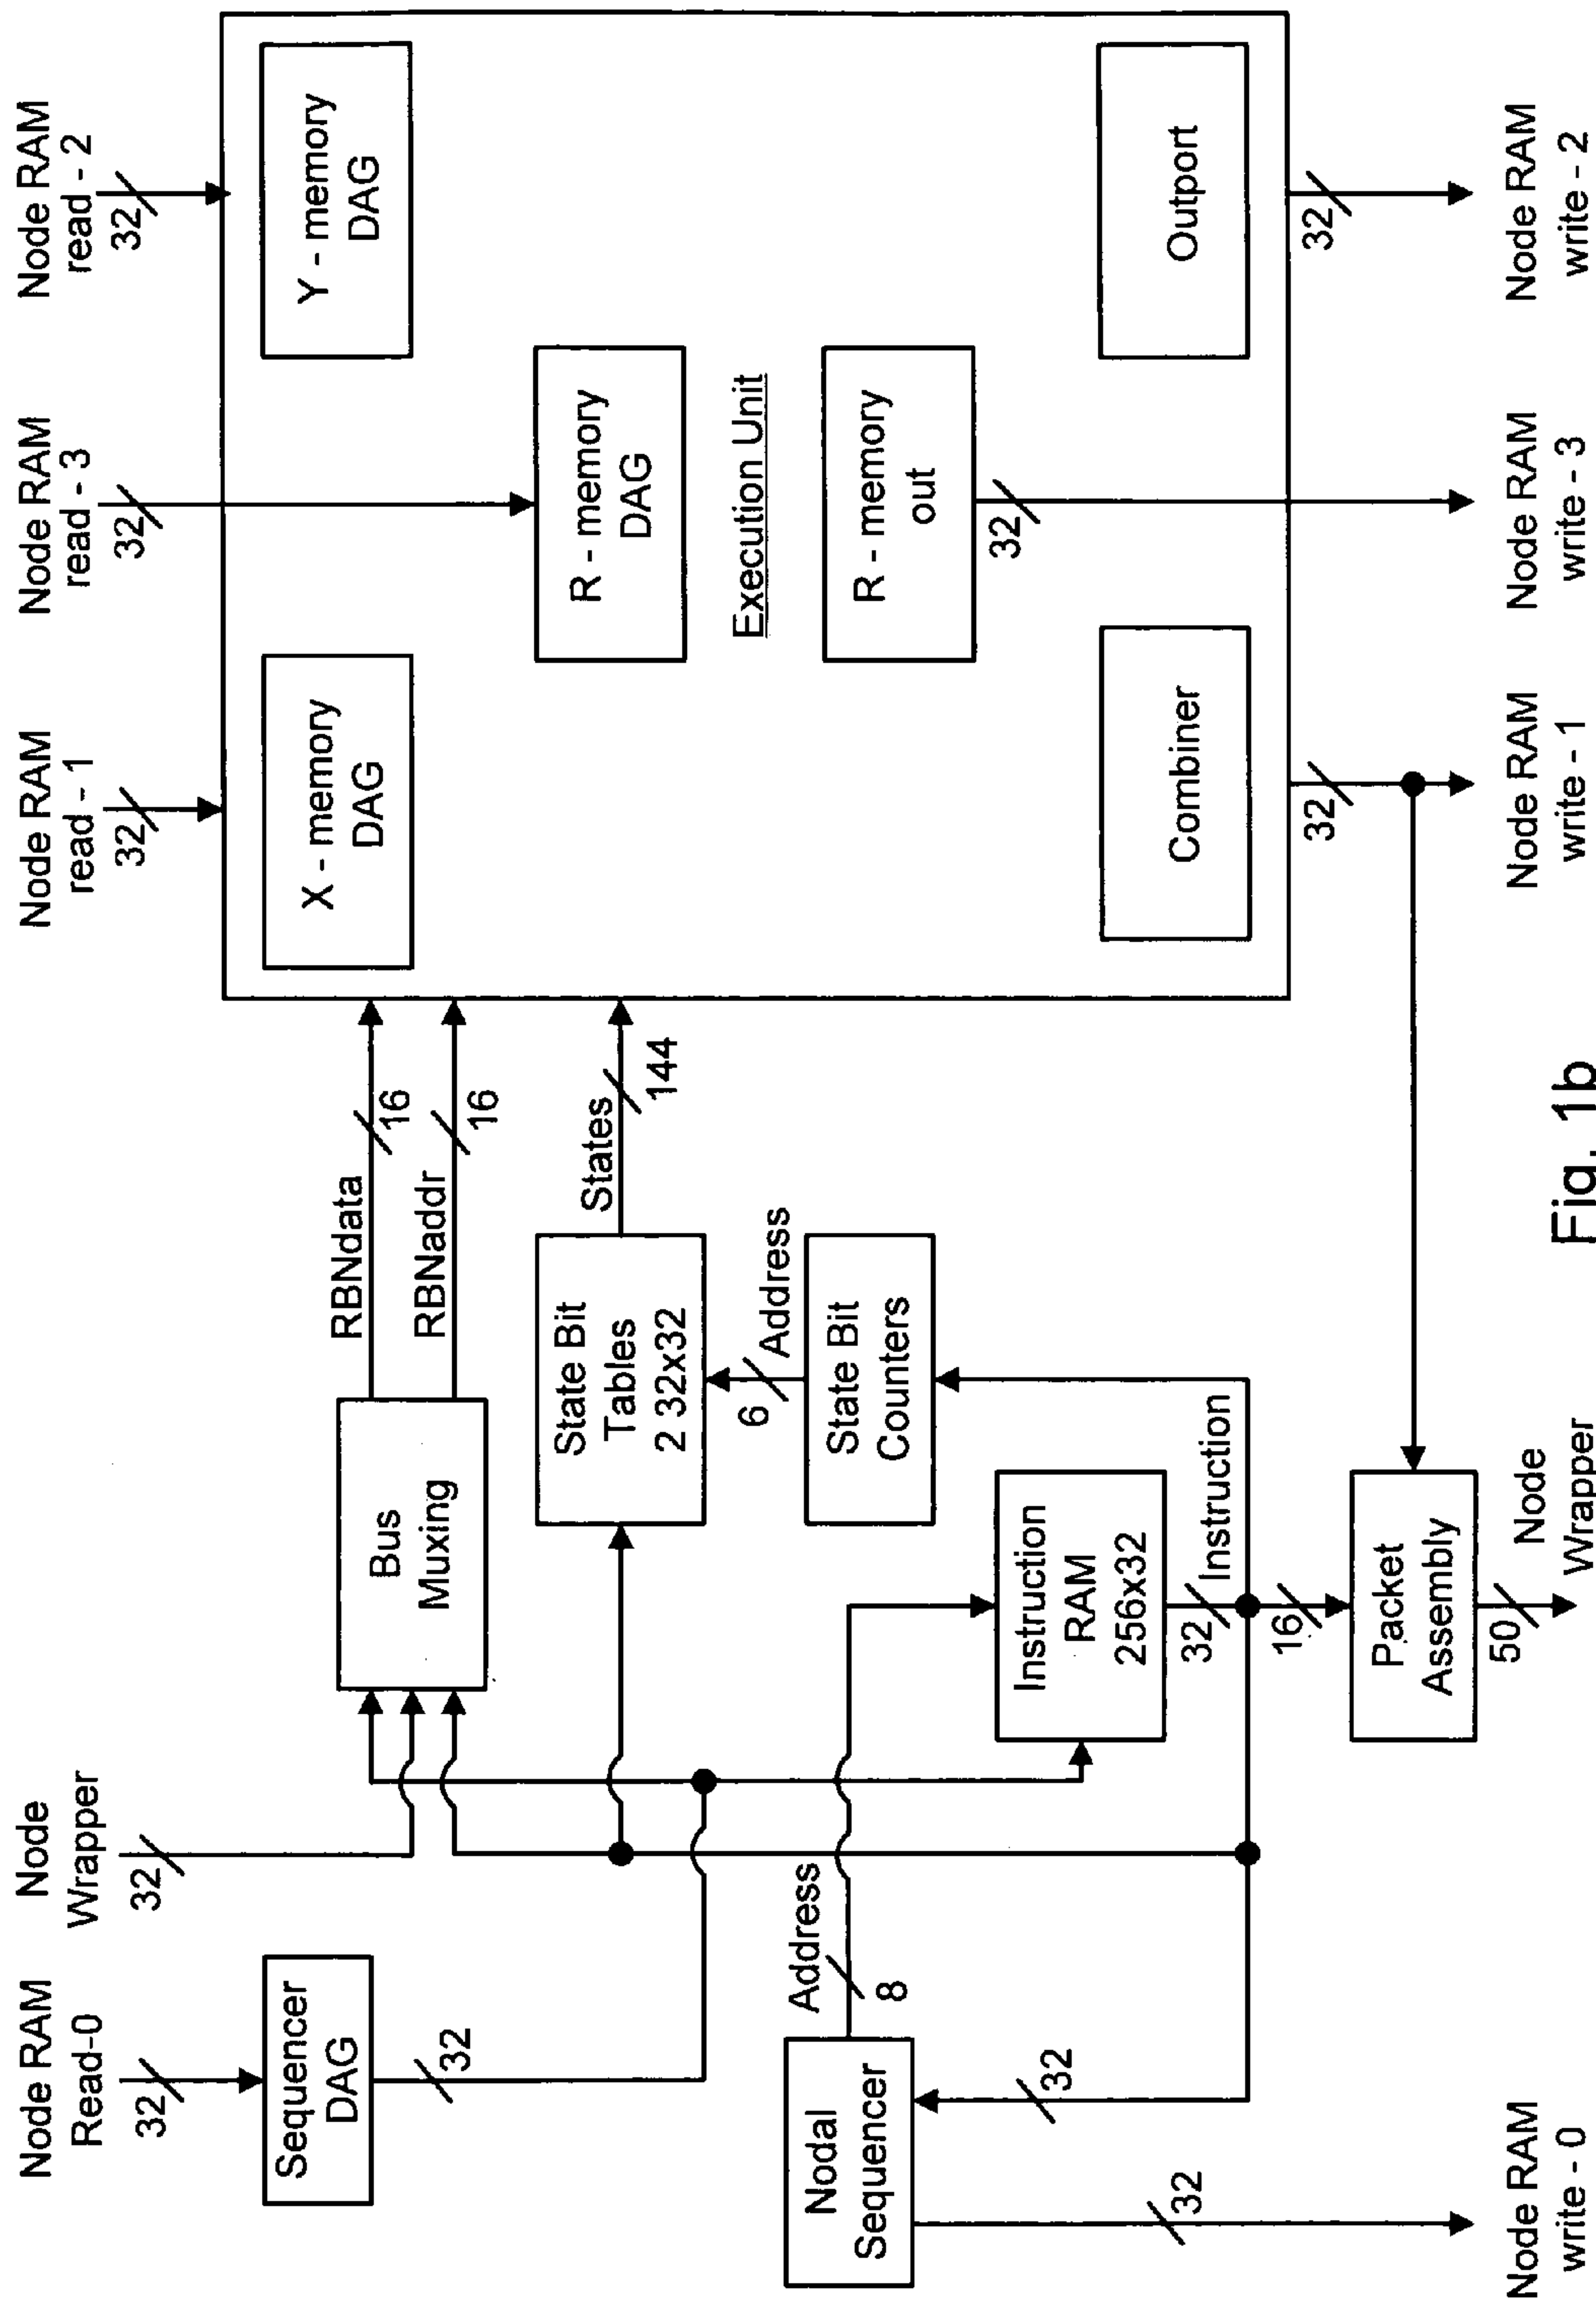 Node RAM
Read-0
32
Node
Wrapper
32
Node RAM
read - 1
32
Node RAM
read - 3
32
Node RAM
read - 2
32
Sequencer
DAG
32
Bus
Muxing
RBNdata
16
RBNaddr
16
X - memory
DAG
Y - memory
DAG
R - memory
DAG
Execution Unit
R - memory
out
32
State Bit
Tables
2 32x32
States
144
6
Address
State Bit
Counters
Nodal
Sequencer
Address
8
32
32
Instruction
RAM
256x32
32
Instruction
16
Packet
Assembly
50
Node
Wrapper
Combiner
Outport
32
32
Node RAM
write - 0
Node RAM
write - 1
Node RAM
write - 3
Node RAM
write - 2
Fig. 1b